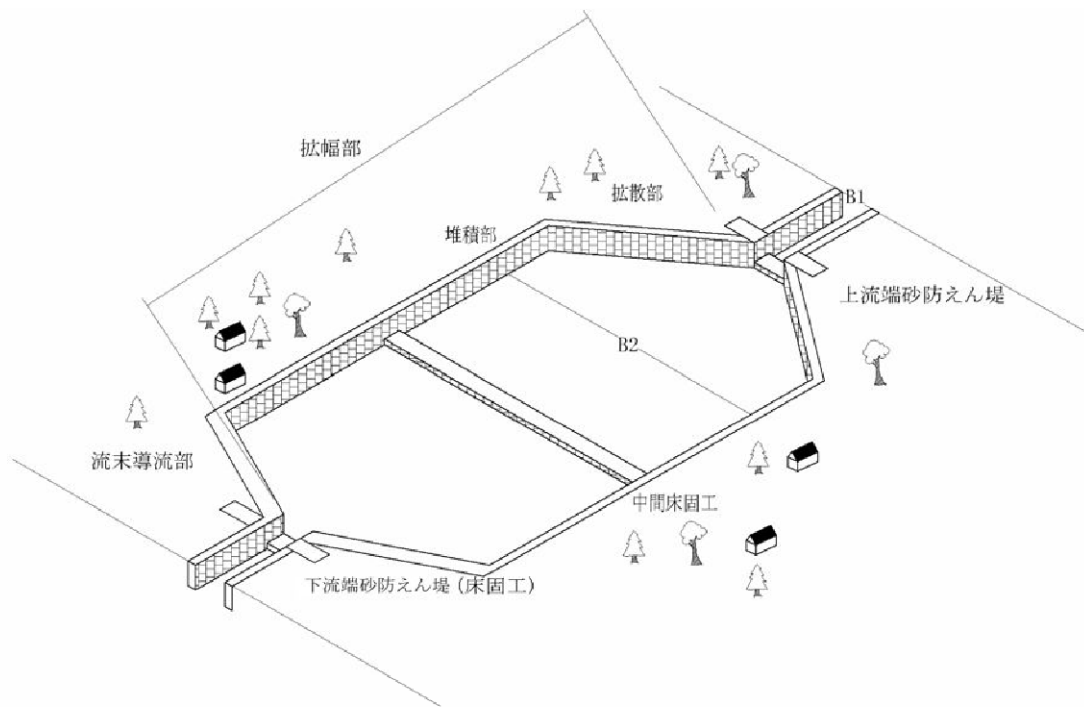 拡幅部
拡散部
B1
堆積部
上流端砂防えん堤
B2
流末導流部
中間床固工
下流端砂防えん堤(床固工)